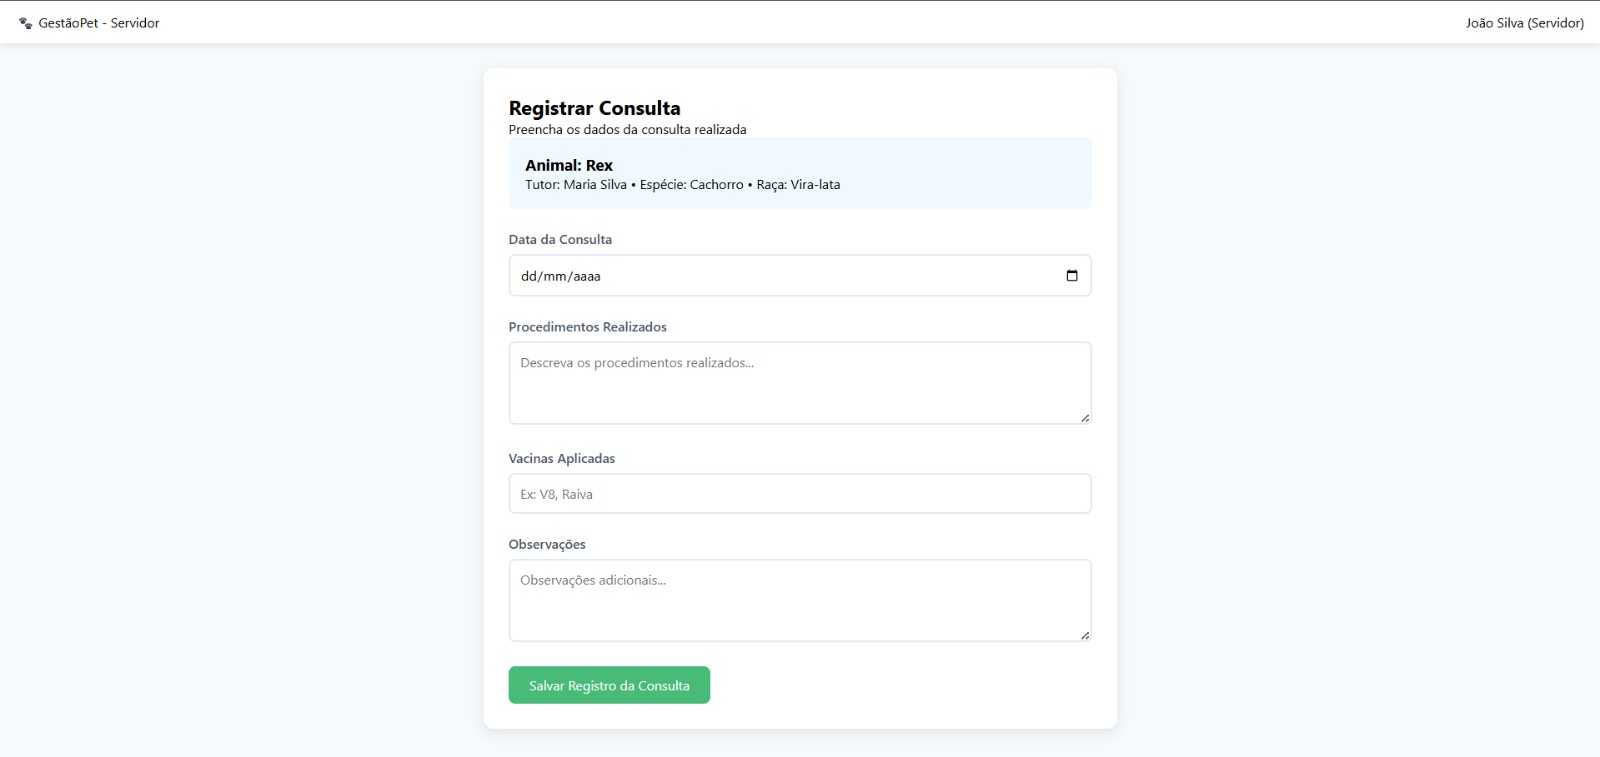 GestãoPet - Servidor
João Silva (Servidor)
Registrar Consulta
Preencha os dados da consulta realizada
Animal: Rex
Tutor: Maria Silva • Espécie: Cachorro • Raça: Vira-lata
Data da Consulta
dd/mm/aaaa
Procedimentos Realizados
Descreva os procedimentos realizados...
Vacinas Aplicadas
Ex: V8, Raiva
Observações
Observações adicionais...
Salvar Registro da Consulta